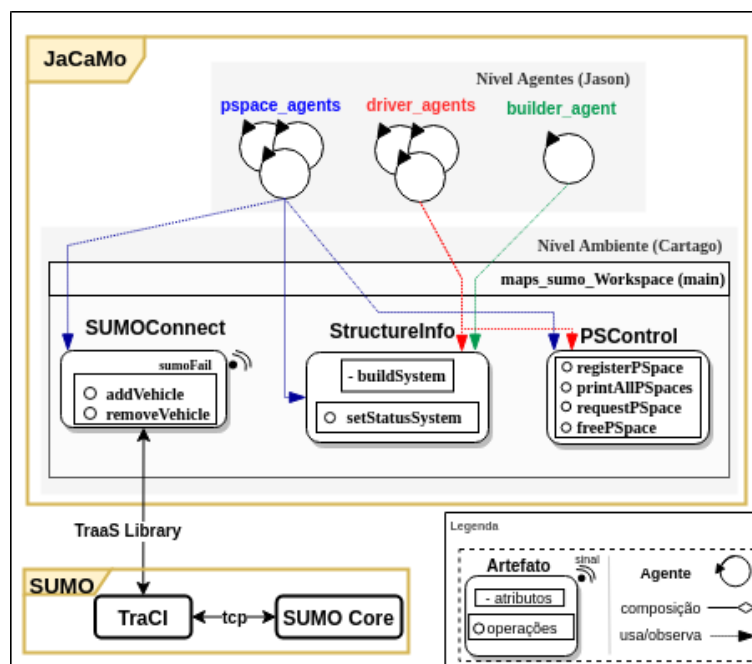 JaCaMo
Nível Agentes (Jason)
pspace_agents
driver_agents
builder_agent
Nível Ambiente (Cartago)
maps_sumo_Workspace (main)
SUMOConnect
StructureInfo
PSControl
sumoFail
addVehicle
removeVehicle
- buildSystem
setStatusSystem
registerPSpace
printAllPSpaces
requestPSpace
freePSpace
TraaS Library
SUMO
TraCI
tcp
SUMO Core
Legenda
Artefato
sinal
- atributos
operações
Agente
composição
usa/observa